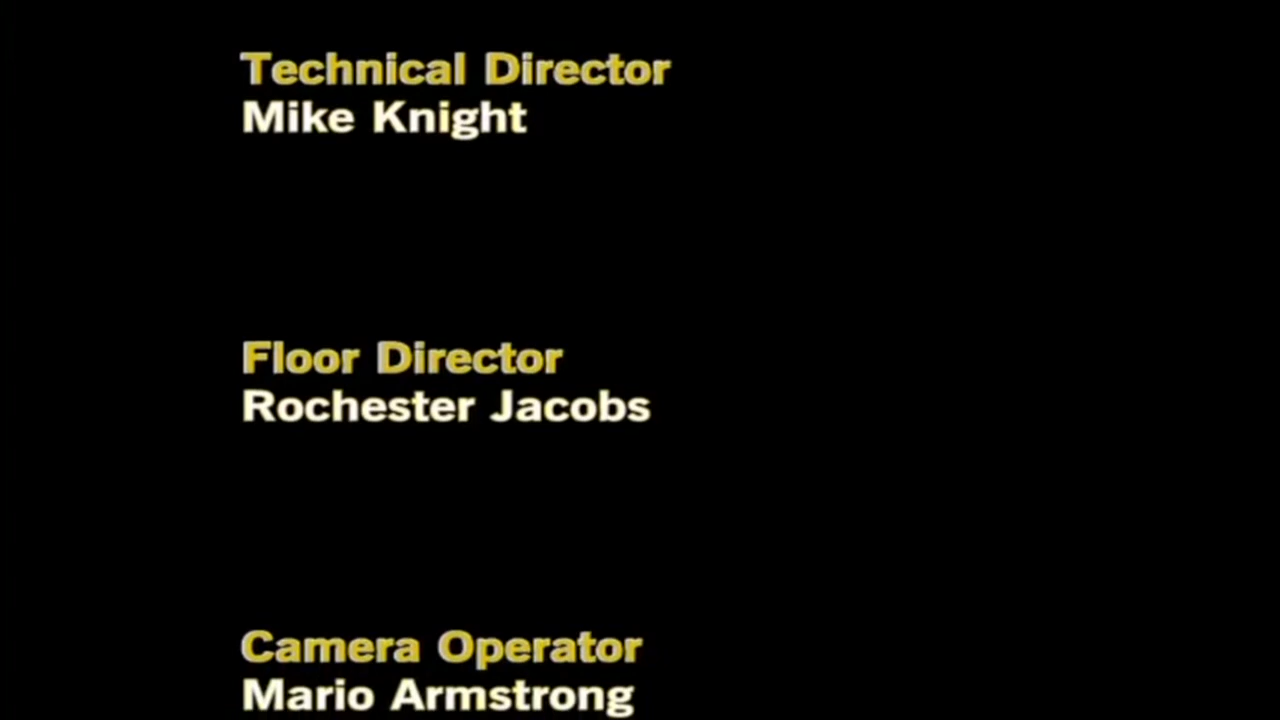 Technical Director
Mike Knight
Floor Director
Rochester Jacobs
Camera Operator
Mario Armstrong